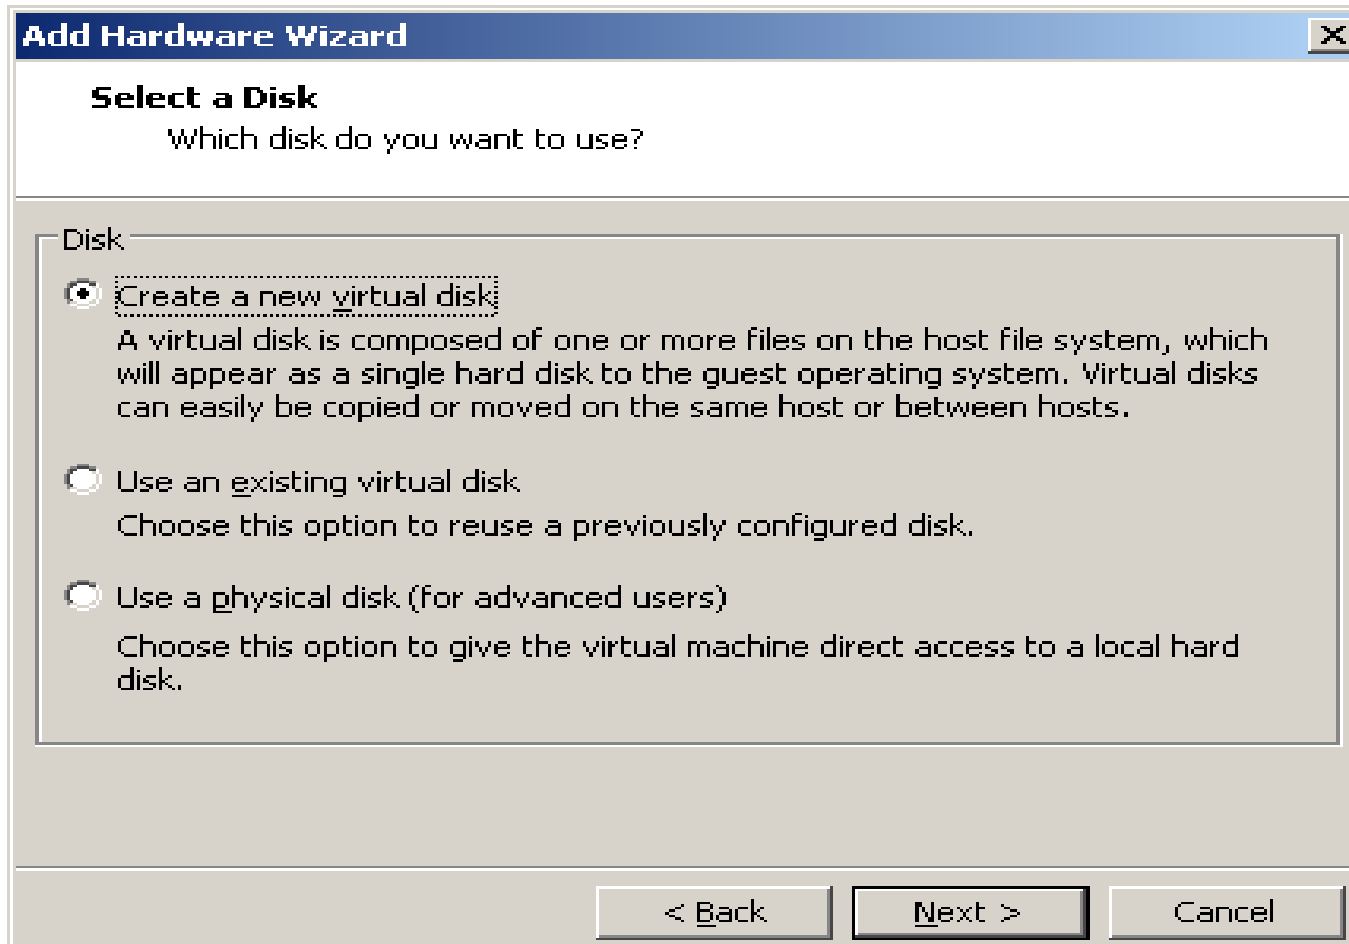 Add Hardware Wizard
Select a Disk
Which disk do you want to use?
Disk
Create a new virtual disk
A virtual disk is composed of one or more files on the host file system, which
will appear as a single hard disk to the guest operating system. Virtual disks
can easily be copied or moved on the same host or between hosts.
Use an existing virtual disk
Choose this option to reuse a previously configured disk.
Use a physical disk (for advanced users)
Choose this option to give the virtual machine direct access to a local hard
disk.
< Back Next > Cancel